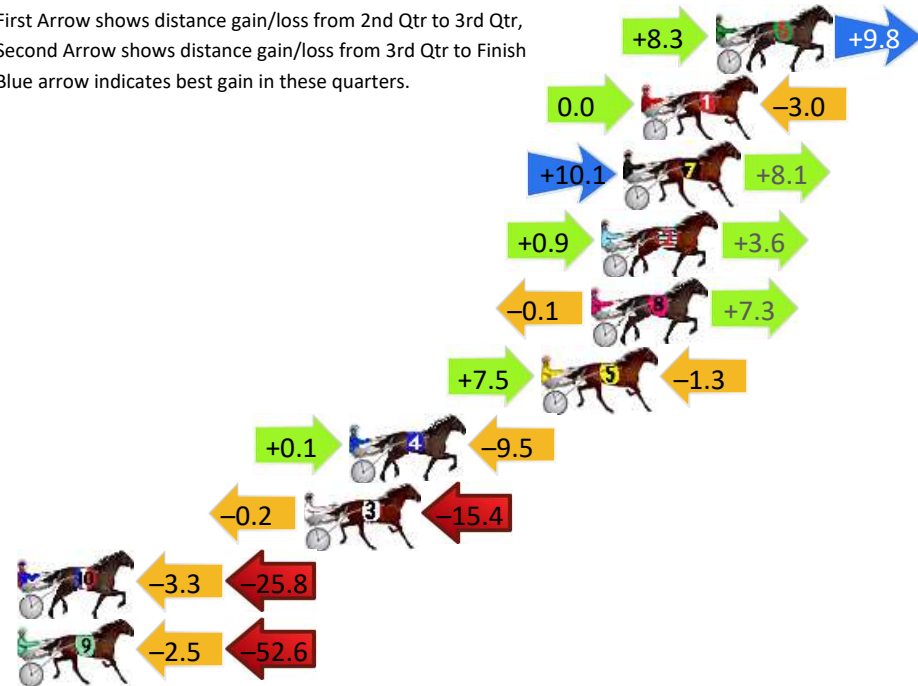 First Arrow shows distance gain/loss from 2nd Qtr to 3rd Qtr,
Second Arrow shows distance gain/loss from 3rd Qtr to Finish
Blue arrow indicates best gain in these quarters.
+8.3 6 +9.8
0.0 1 –3.0
+10.1 7 +8.1
+0.9 2 +3.6
–0.1 8 +7.3
+7.5 5 –1.3
+0.1 4 –9.5
–0.2 3 –15.4
10 –3.3 –25.8
9 –2.5 –52.6